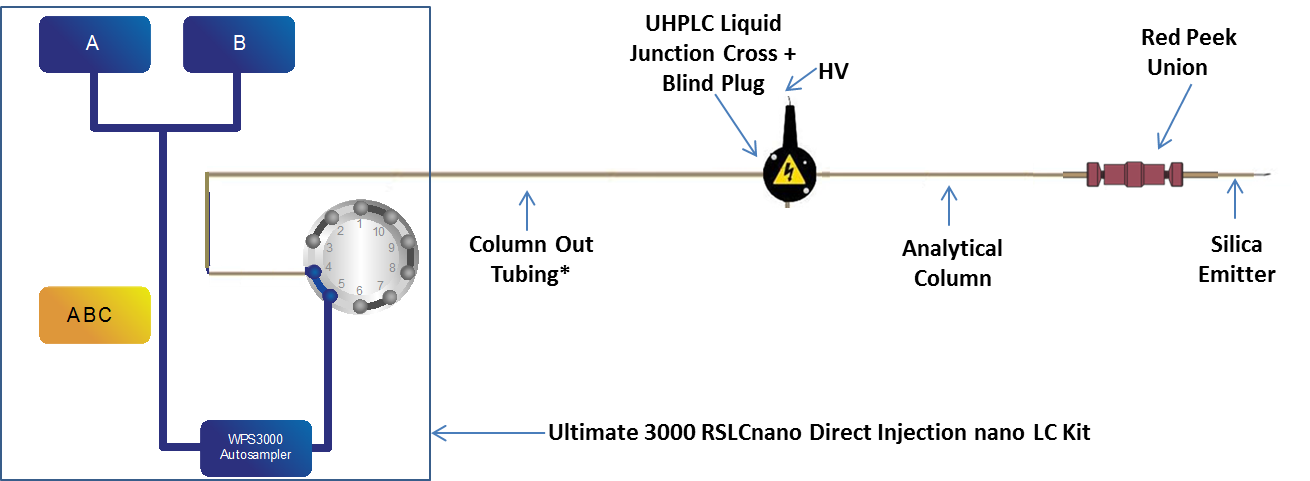 A
B
UHPLC Liquid
Junction Cross +
Blind Plug
HV
Red Peek
Union
1
2
10
3
9
4
8
5
7
6
Column Out
Tubing*
Analytical
Column
Silica
Emitter
ABC
WPS3000
Autosampler
Ultimate 3000 RSLCnano Direct Injection nano LC Kit